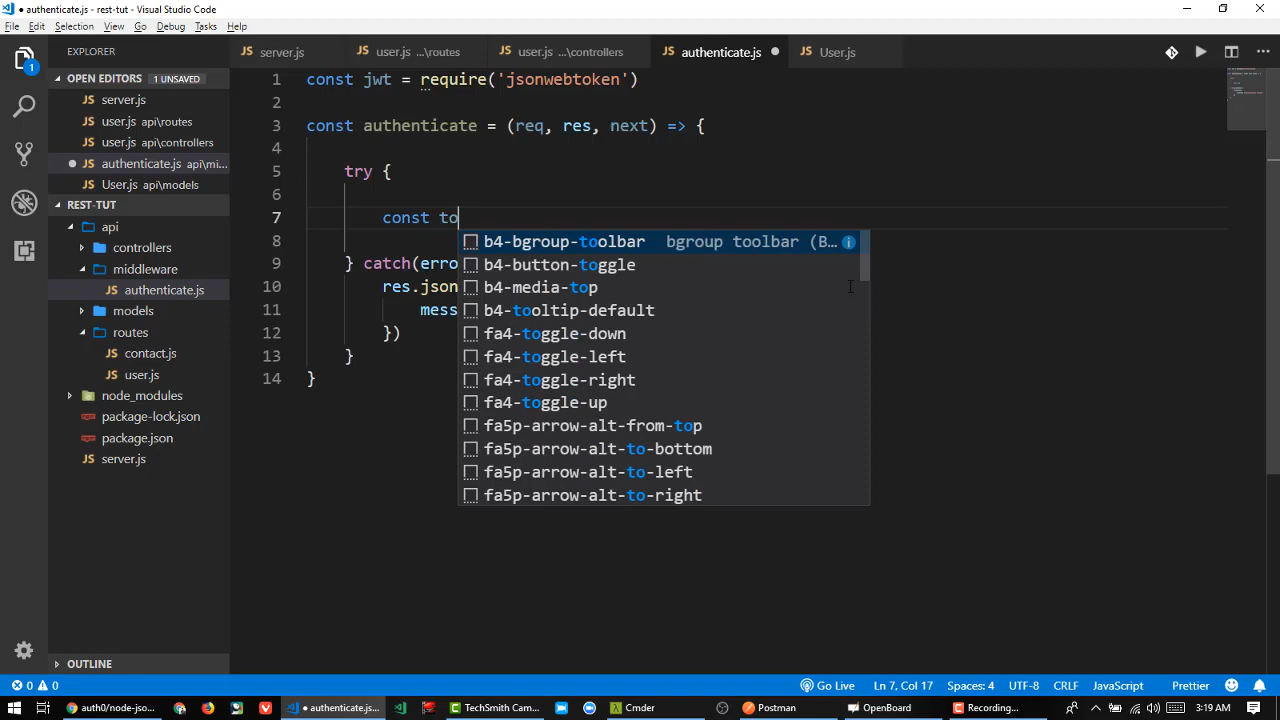 authenticate.js - rest-tut - Visual Studio Code
File Edit Selection View Go Debug Tasks Help
EXPLORER
server.js
user.js ...\routes
user.js ...\controllers
authenticate.js
User.js
OPEN EDITORS 1 UNSAVED
server.js
user.js api\routes
user.js api\controllers
authenticate.js api\mi...
User.js api\models
REST-TUT
api
controllers
middleware
authenticate.js
models
routes
contact.js
user.js
node_modules
package-lock.json
package.json
server.js
OUTLINE
1 const jwt = require('jsonwebtoken')
2
3 const authenticate = (req, res, next) => {
4
5 try {
6
7 const to
8
9 } catch(erro
10 res.json
11 mess
12 })
13 }
14 }
b4-bgroup-toolbar bgroup toolbar (B...
b4-button-toggle
b4-media-top
b4-tooltip-default
fa4-toggle-down
fa4-toggle-left
fa4-toggle-right
fa4-toggle-up
fa5p-arrow-alt-from-top
fa5p-arrow-alt-to-bottom
fa5p-arrow-alt-to-left
fa5p-arrow-alt-to-right
1
0 0 Go Live Ln 7, Col 17 Spaces: 4 UTF-8 CRLF JavaScript Prettier
auth0/node-jso... authenticate.js... TechSmith Cam... Cmder Postman OpenBoard Recording... 3:19 AM